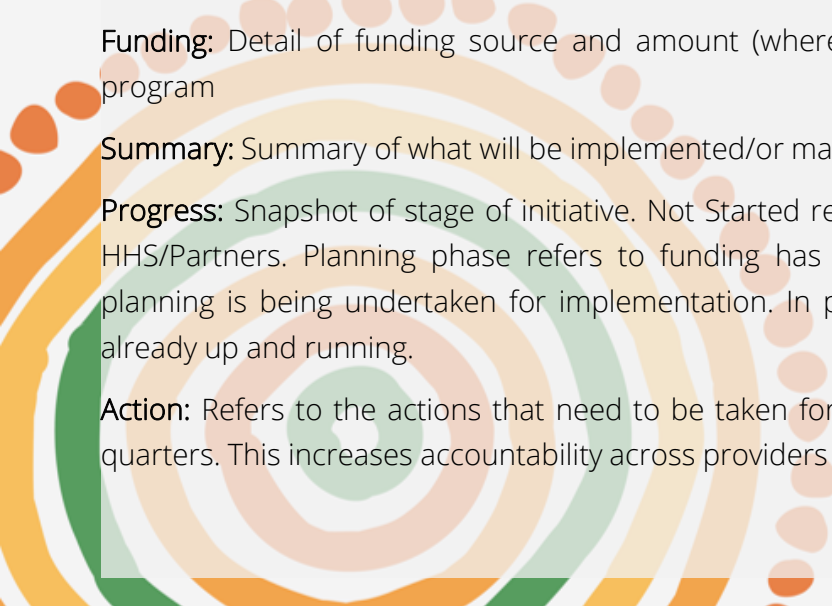 Funding: Detail of funding source and amount (where
program
Summary: Summary of what will be implemented/or ma
Progress: Snapshot of stage of initiative. Not Started re
HHS/Partners. Planning phase refers to funding has
planning is being undertaken for implementation. In p
already up and running.
Action: Refers to the actions that need to be taken for
quarters. This increases accountability across providers